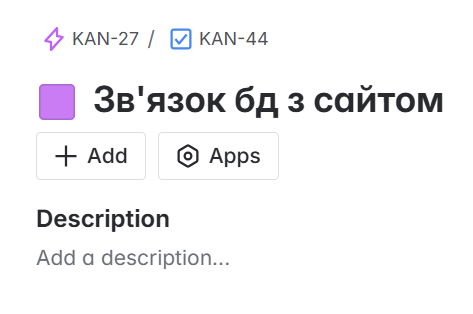 KAN-27 / KAN-44
Зв'язок бд з сайтом
Add Apps
Description
Add a description...